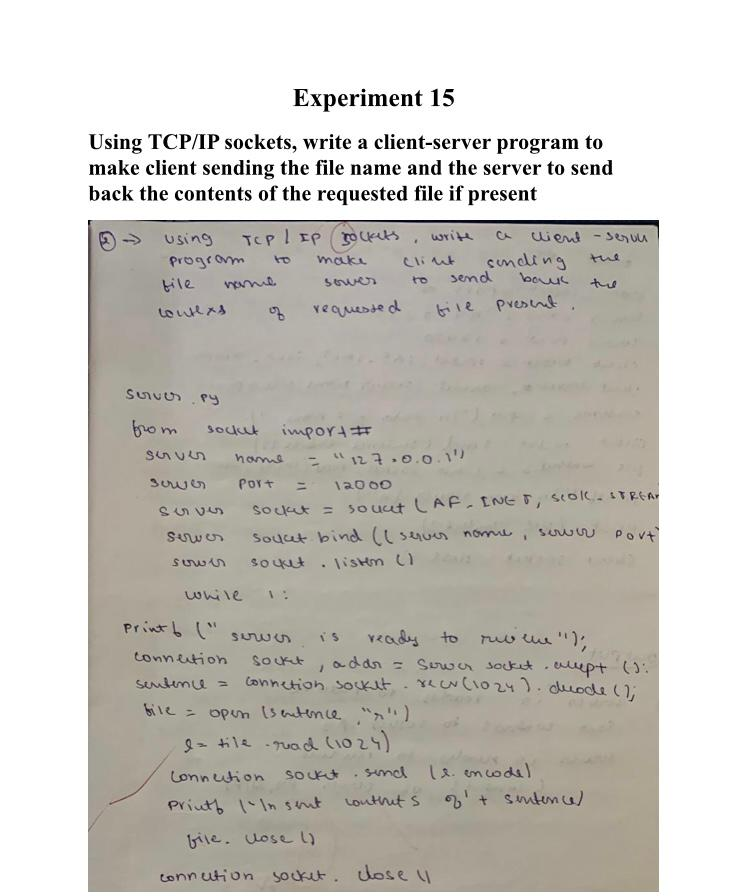 Experiment 15
Using TCP/IP sockets, write a client-server program to
make client sending the file name and the server to send
back the contents of the requested file if present
2 → using TCP / IP sockets, write a client - server
program to make client sending the
file name server to send back the
contexs of requested file present.
server .py
from socket import *
server name = "127.0.0.1")
server port = 12000
server socket = socket (AF_INET, SCOK_STREAM
server socket. bind ((server name, server port
server socket . listen ()
while 1:
Printb (" server is ready to recieve");
connection socket, addr = server socket . accept ():
sentence = connection socket . recv(1024). decode ();
file = open (sentence, "r")
l = file . read (1024)
connection socket . send (l. encode)
Printb ('\n sent contents of' + sentence)
file. close ()
connection socket. close ()